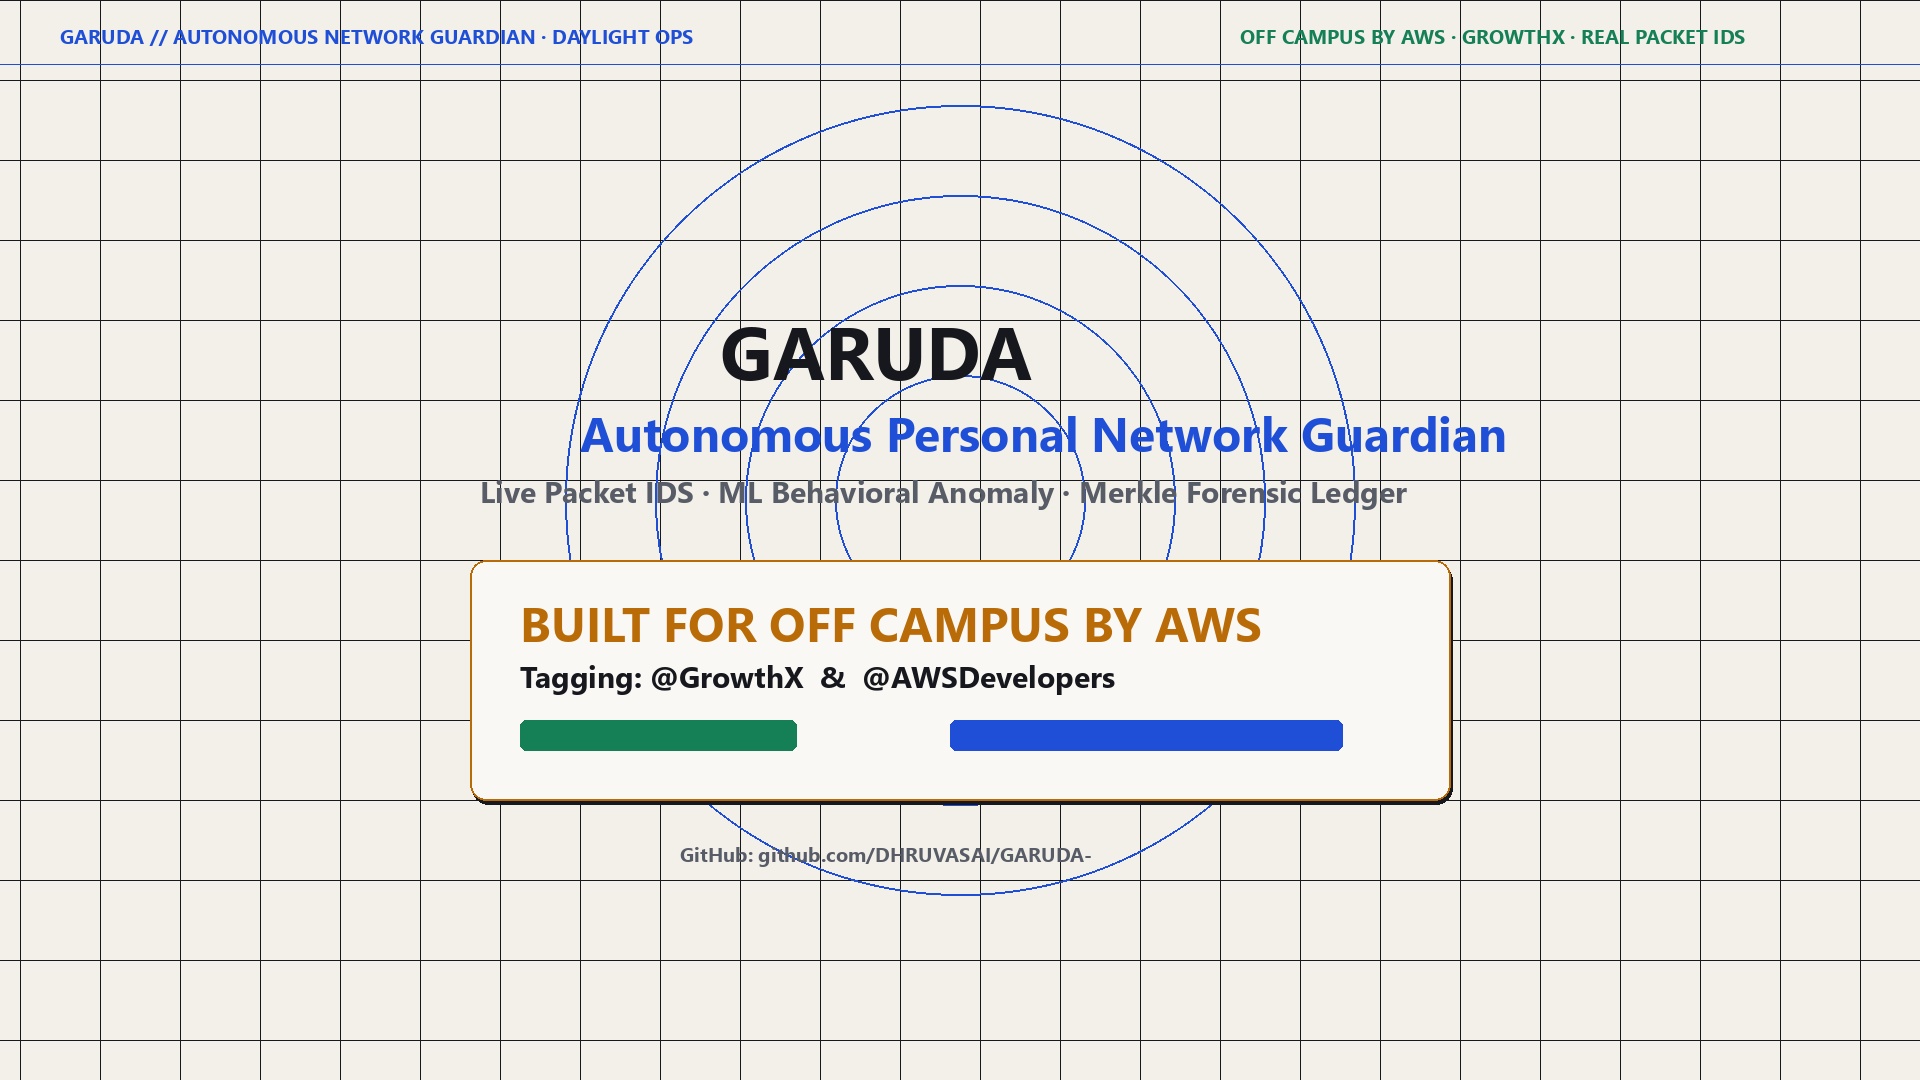 GARUDA // AUTONOMOUS NETWORK GUARDIAN · DAYLIGHT OPS
OFF CAMPUS BY AWS · GROWTHX · REAL PACKET IDS
GARUDA
Autonomous Personal Network Guardian
Live Packet IDS · ML Behavioral Anomaly · Merkle Forensic Ledger
BUILT FOR OFF CAMPUS BY AWS
Tagging: @GrowthX & @AWSDevelopers
GitHub: github.com/DHRUVASAI/GARUDA-